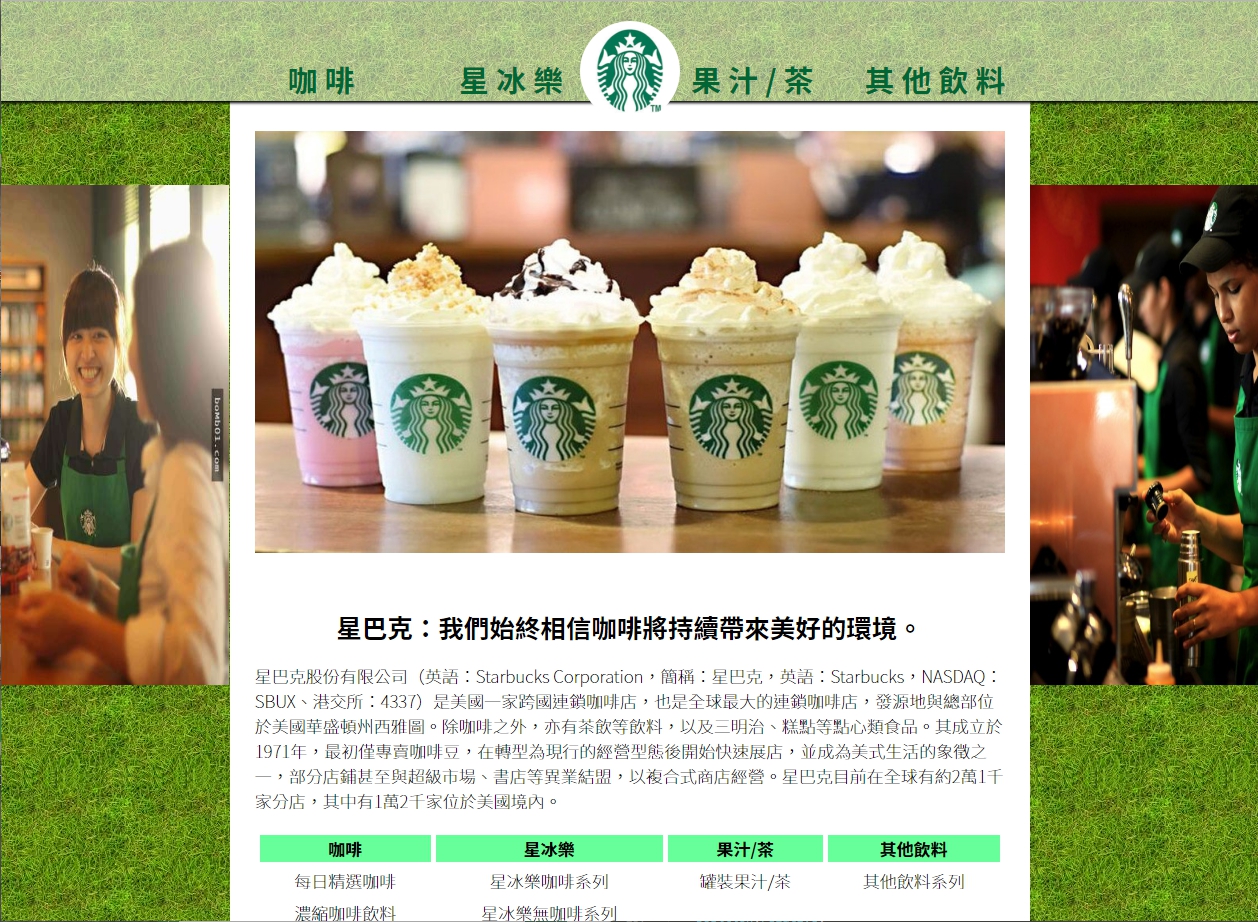 咖啡 星冰樂 果汁/茶 其他飲料
TM
bomb01.com
星巴克：我們始終相信咖啡將持續帶來美好的環境。
星巴克股份有限公司（英語：Starbucks Corporation，簡稱：星巴克，英語：Starbucks，NASDAQ：
SBUX、港交所：4337）是美國一家跨國連鎖咖啡店，也是全球最大的連鎖咖啡店，發源地與總部位
於美國華盛頓州西雅圖。除咖啡之外，亦有茶飲等飲料，以及三明治、糕點等點心類食品。其成立於
1971年，最初僅專賣咖啡豆，在轉型為現行的經營型態後開始快速展店，並成為美式生活的象徵之
一，部分店鋪甚至與超級市場、書店等異業結盟，以複合式商店經營。星巴克目前在全球有約2萬1千
家分店，其中有1萬2千家位於美國境內。
咖啡 星冰樂 果汁/茶 其他飲料
每日精選咖啡 星冰樂咖啡系列 罐裝果汁/茶 其他飲料系列
濃縮咖啡飲料 星冰樂無咖啡系列